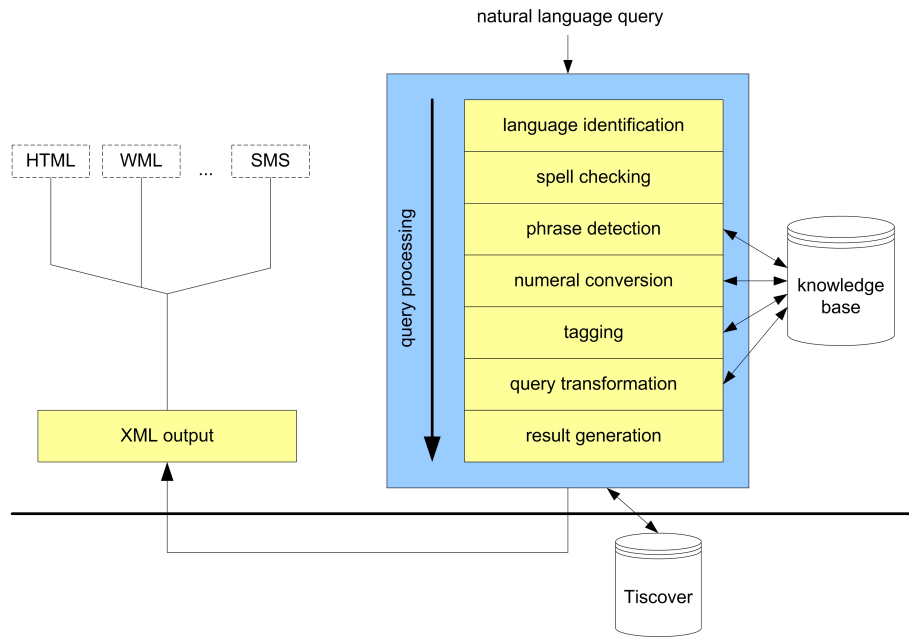 natural language query
HTML
WML
...
SMS
query processing
language identification
spell checking
phrase detection
numeral conversion
tagging
query transformation
result generation
knowledge
base
XML output
Tiscover